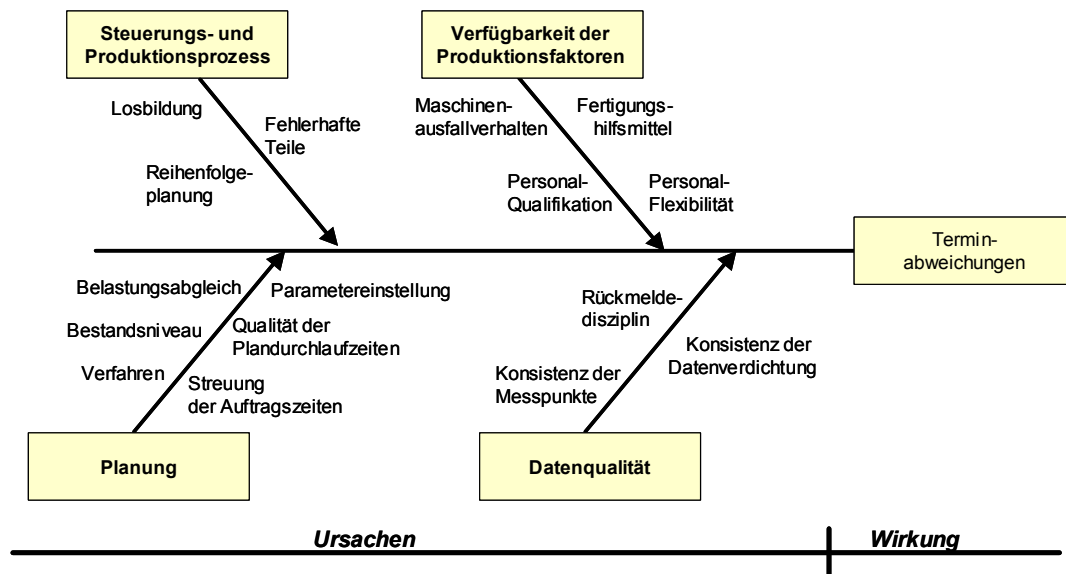 Steuerungs- und
Produktionsprozess
Verfügbarkeit der
Produktionsfaktoren
Losbildung
Fehlerhafte
Teile
Reihenfolge-
planung
Maschinen-
ausfallverhalten
Fertigungs-
hilfsmittel
Personal-
Qualifikation
Personal-
Flexibilität
Termin-
abweichungen
Belastungsabgleich
Parametereinstellung
Bestandsniveau
Qualität der
Plandurchlaufzeiten
Verfahren
Streuung
der Auftragszeiten
Rückmelde-
disziplin
Konsistenz der
Datenverdichtung
Konsistenz der
Messpunkte
Planung
Datenqualität
Ursachen
Wirkung